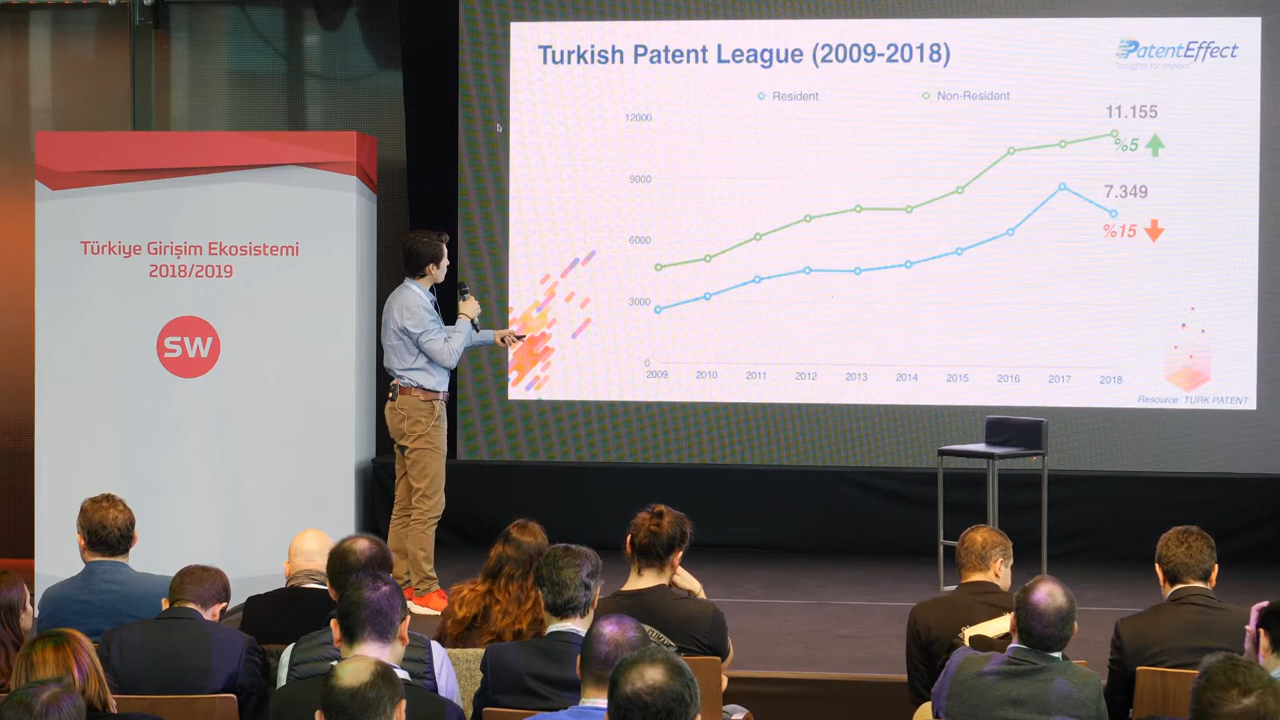 Türkiye Girişim Ekosistemi
2018/2019
SW
Turkish Patent League (2009-2018)
PatentEffect
Resident
Non-Resident
12000
9000
6000
3000
0
11.155
%5
7.349
%15
2009 2010 2011 2012 2013 2014 2015 2016 2017 2018
Resource: TÜRK PATENT